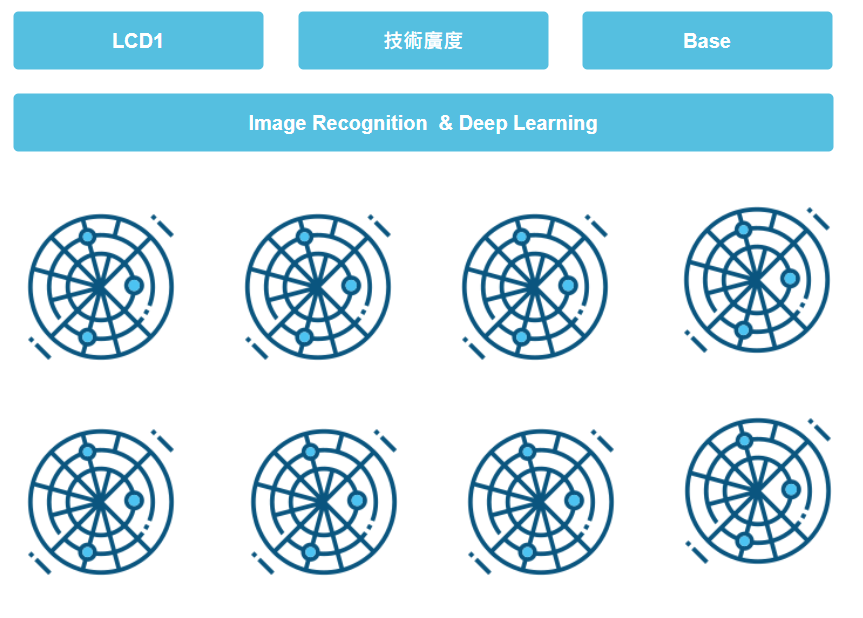 LCD1
技術廣度
Base
Image Recognition & Deep Learning